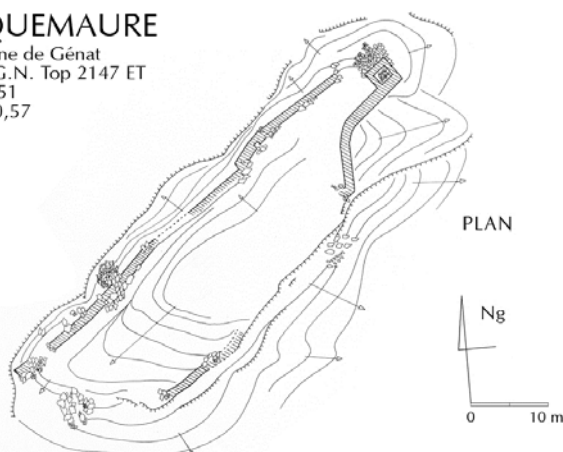 QUEMAURE
ne de Génat
G.N. Top 2147 ET
51
0,57
PLAN
Ng
0 10 m